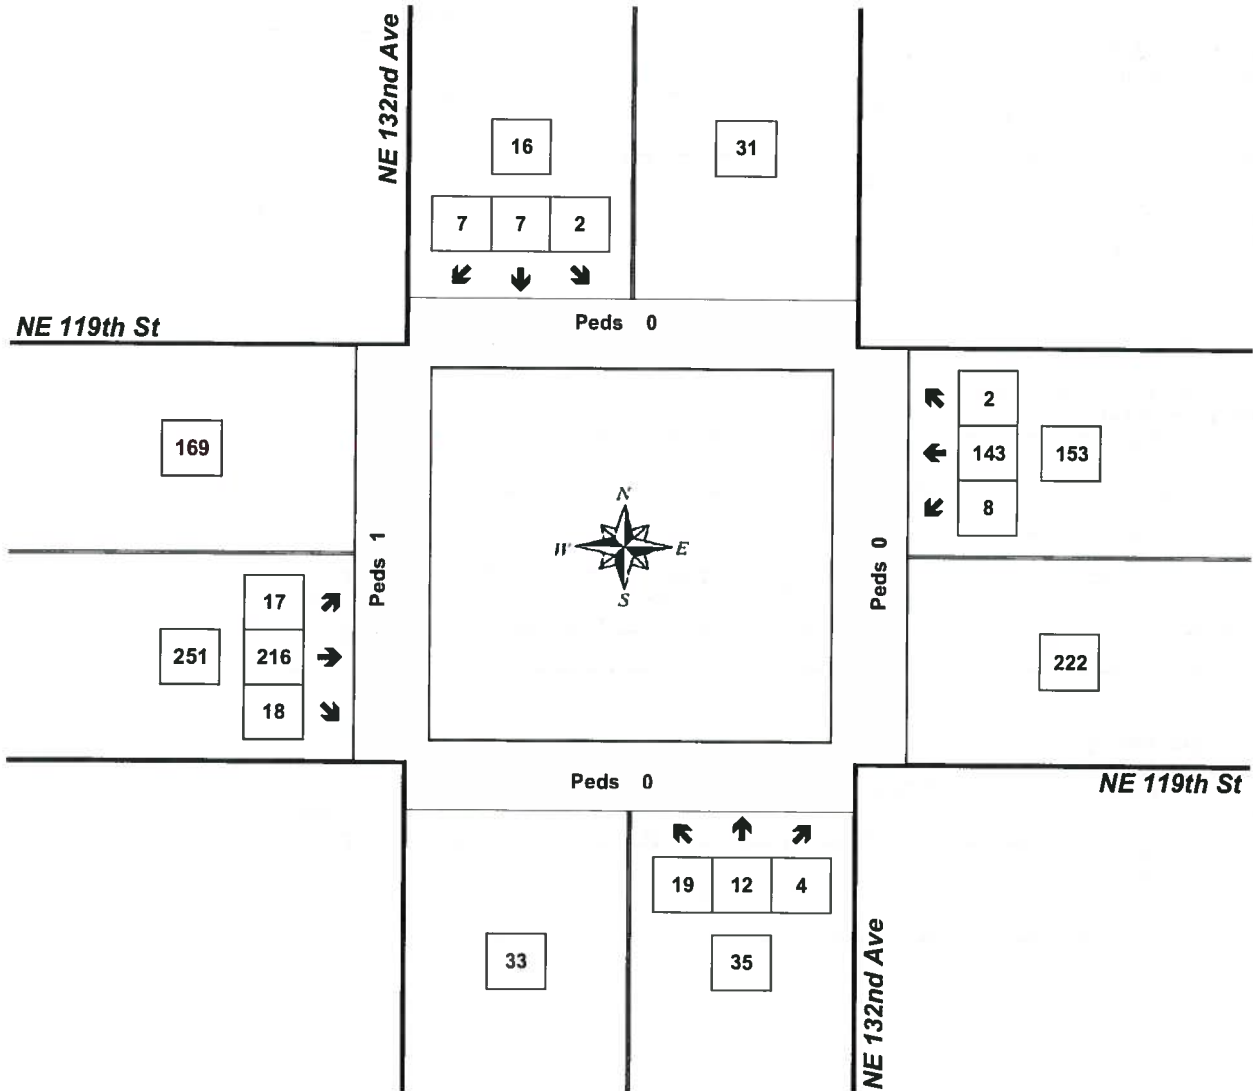 NE 132nd Ave
16
31
7 7 2
NE 119th St
Peds 0
2
169
143 153
8
N
W E
S
Peds 1
Peds 0
17
251 216
18
222
Peds 0
NE 119th St
19 12 4
33
35
NE 132nd Ave